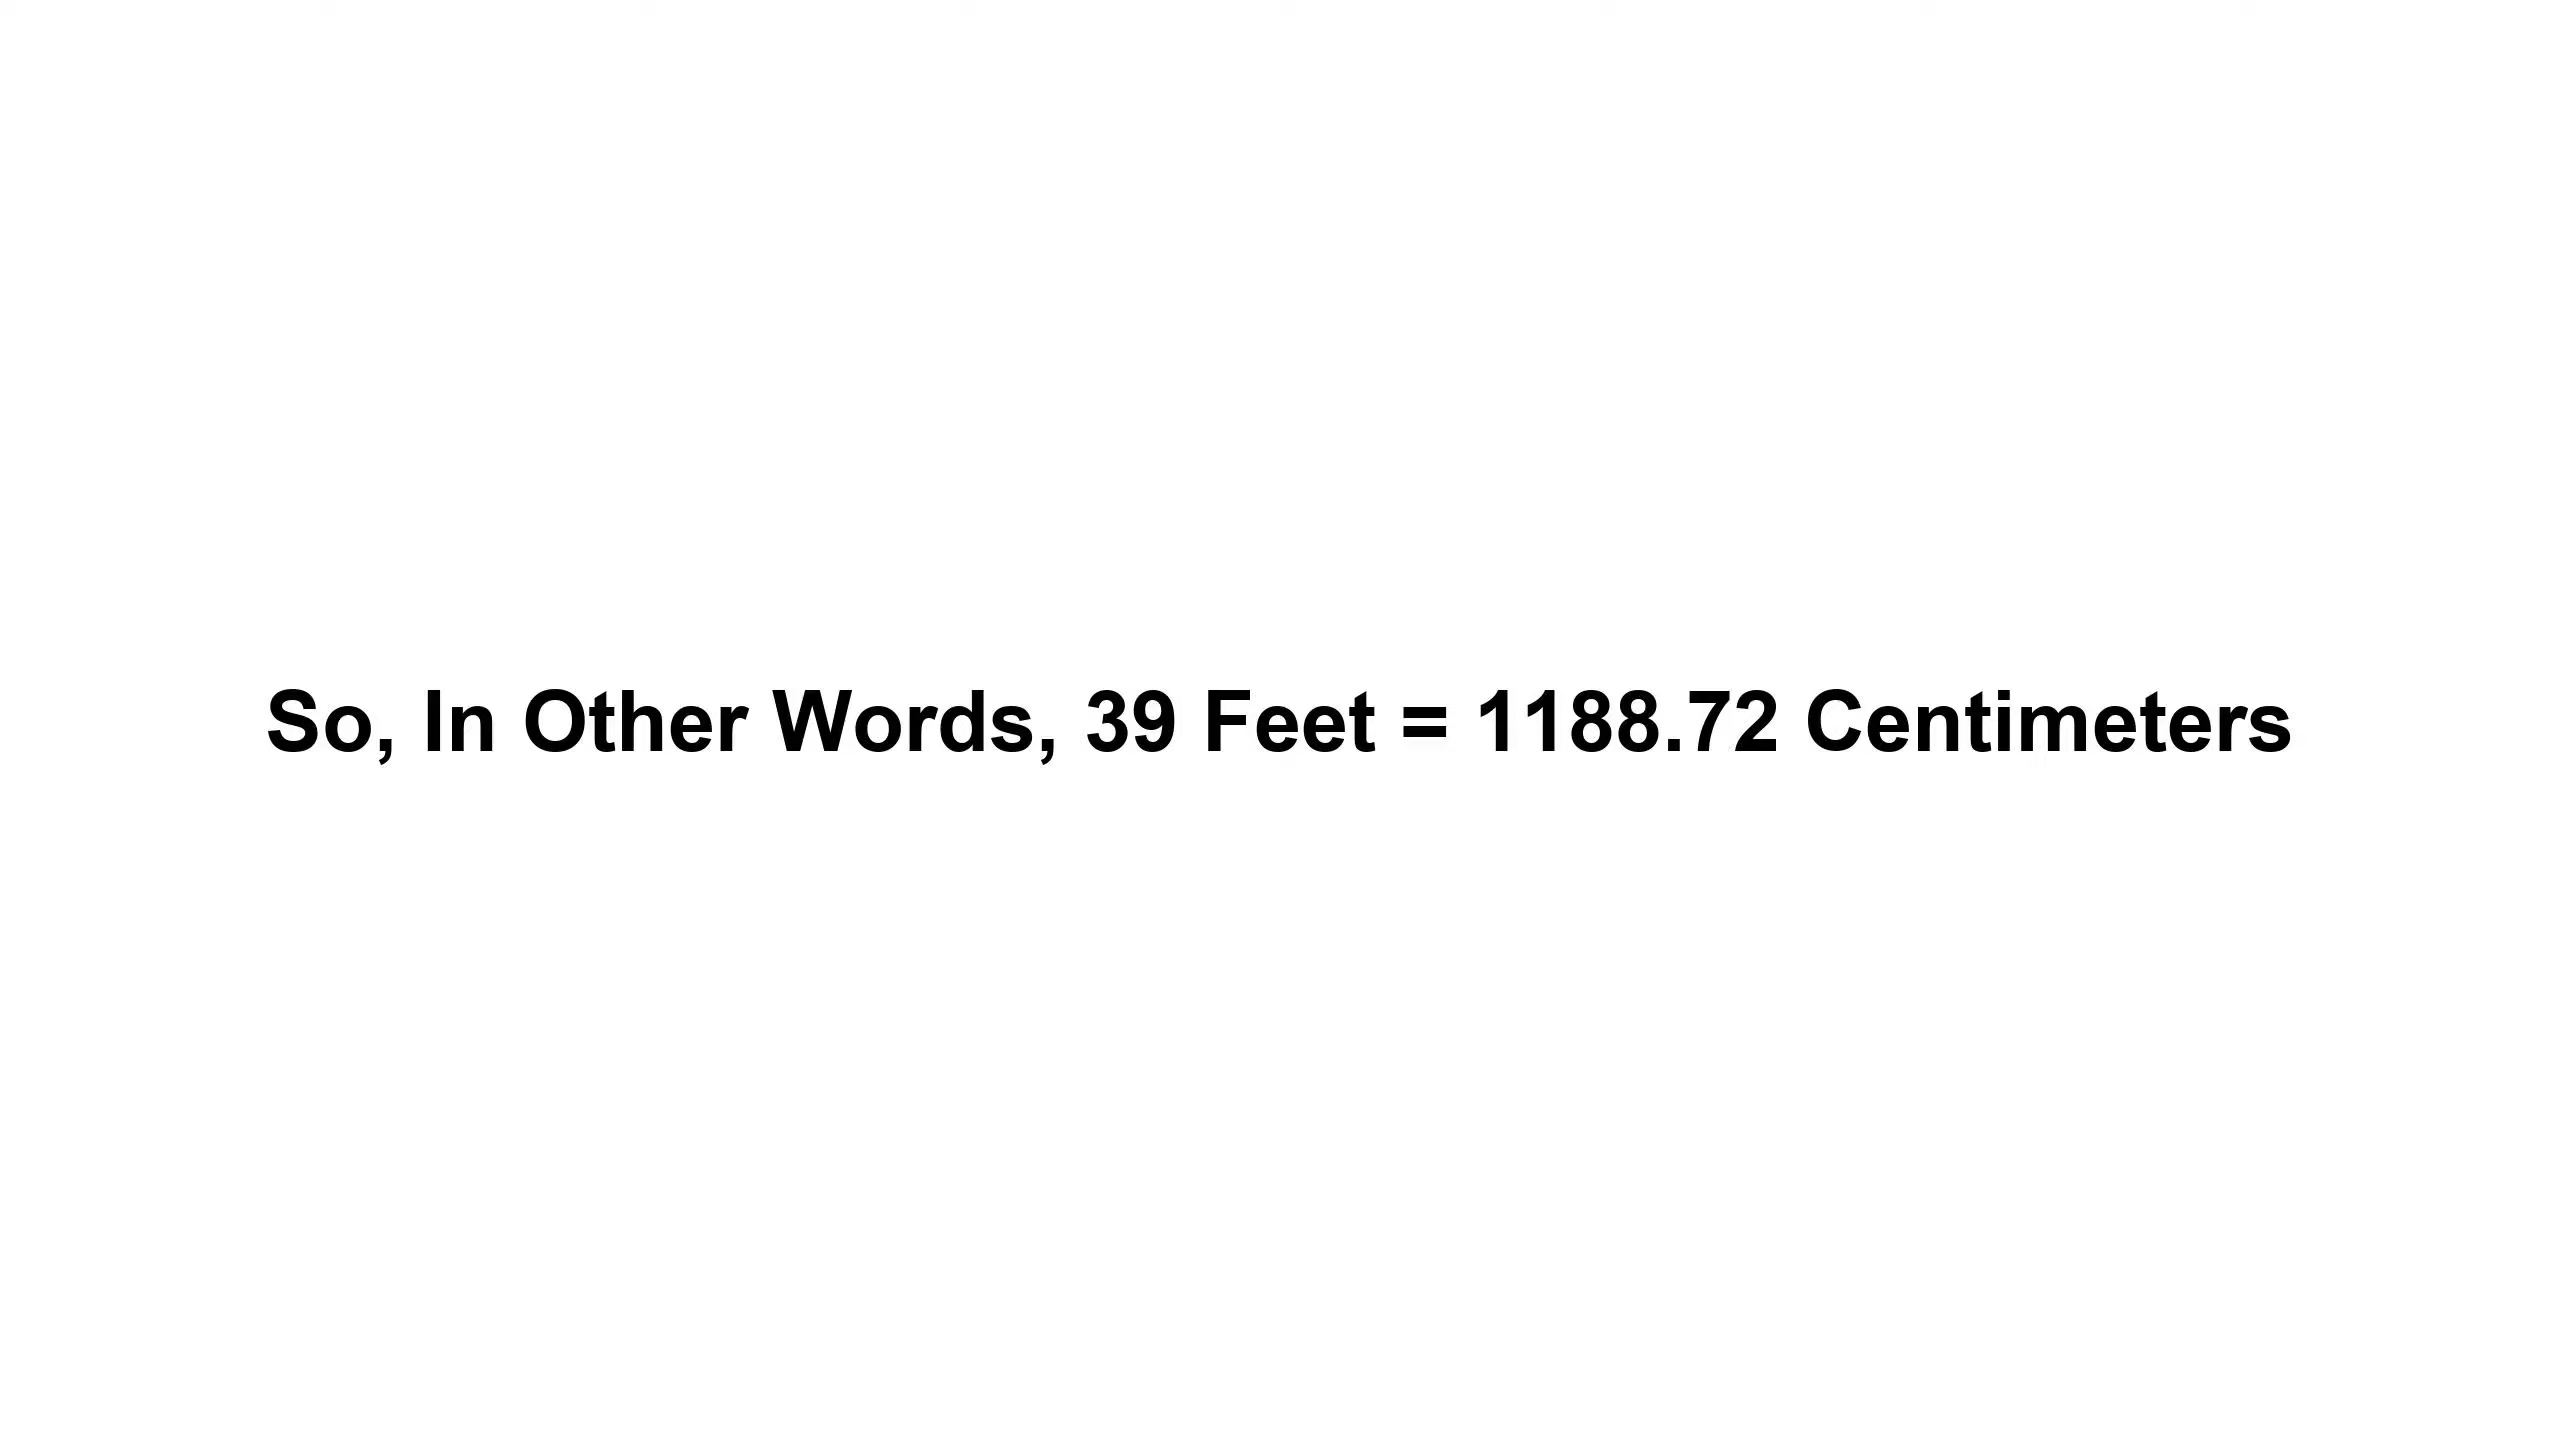 So, In Other Words, 39 Feet = 1188.72 Centimeters